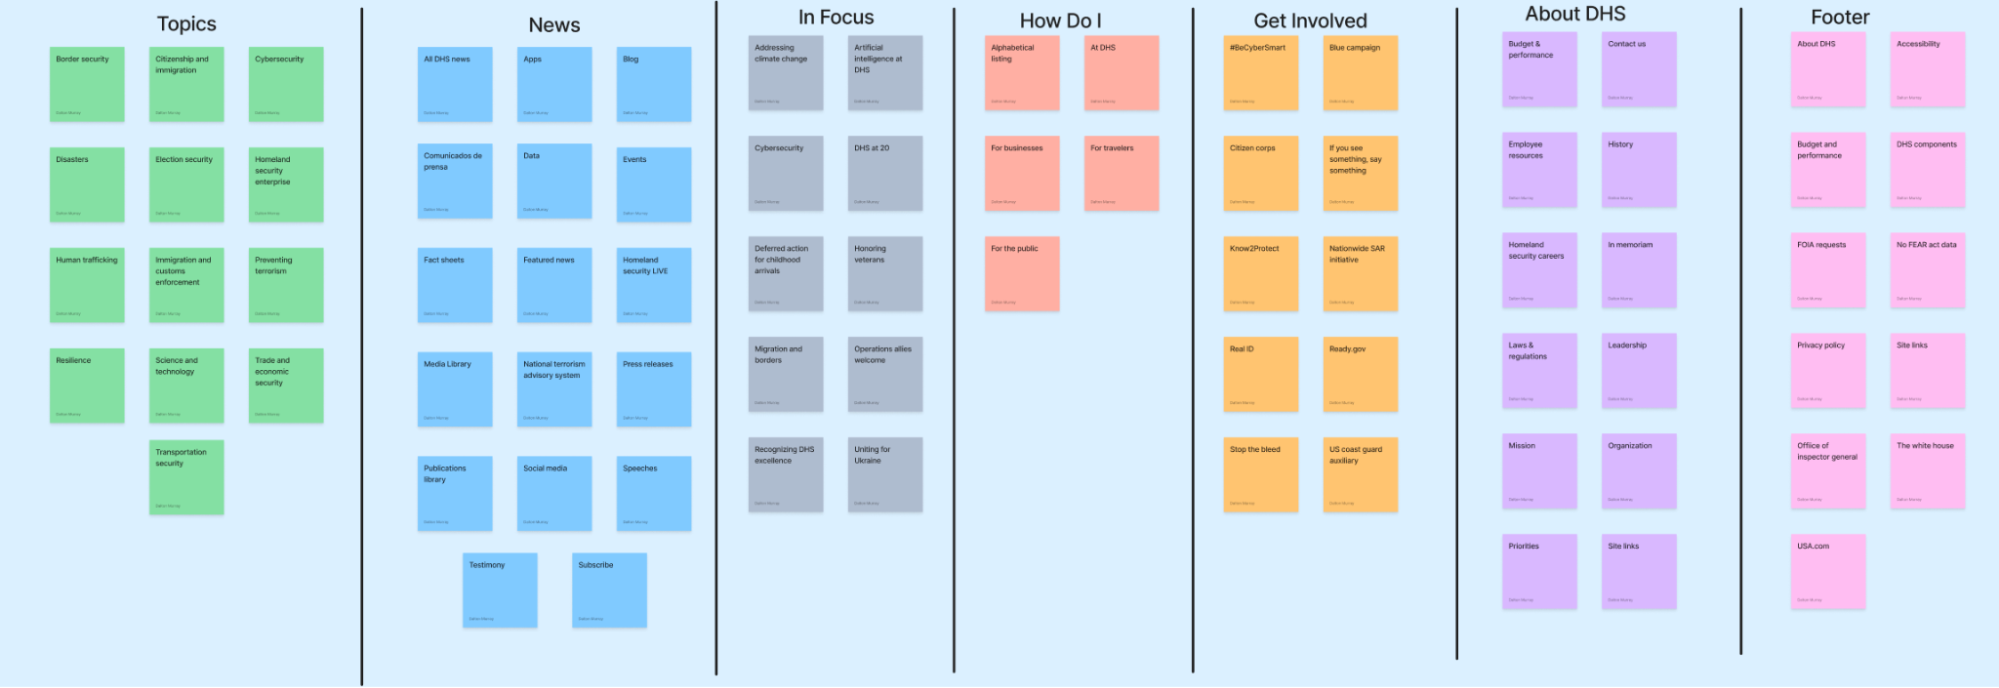 Topics
Border security
Citizenship and
immigration
Cybersecurity
Disasters
Election security
Homeland
security
enterprise
Human trafficking
Immigration and
customs
enforcement
Preventing
terrorism
Resilience
Science and
technology
Trade and
economic
security
Transportation
security
News
All DHS news
Apps
Blog
Comunicados de
prensa
Data
Events
Fact sheets
Featured news
Homeland
security LIVE
Media Library
National terrorism
advisory system
Press releases
Publications
library
Social media
Speeches
Testimony
Subscribe
In Focus
Addressing
climate change
Artificial
intelligence at
DHS
Cybersecurity
DHS at 20
Deferred action
for childhood
arrivals
Honoring
veterans
Migration and
borders
Operations allies
welcome
Recognizing DHS
excellence
Uniting for
Ukraine
How Do I
Alphabetical
listing
At DHS
For businesses
For travelers
For the public
Get Involved
#BeCyberSmart
Blue campaign
Citizen corps
If you see
something, say
something
Know2Protect
Nationwide SAR
initiative
Real ID
Ready.gov
Stop the bleed
US coast guard
auxiliary
About DHS
Budget &
performance
Contact us
Employee
resources
History
Homeland
security careers
In memoriam
Laws &
regulations
Leadership
Mission
Organization
Priorities
Site links
Footer
About DHS
Accessibility
Budget and
performance
DHS components
FOIA requests
No FEAR act data
Privacy policy
Site links
Offiice of
inspector general
The white house
USA.com